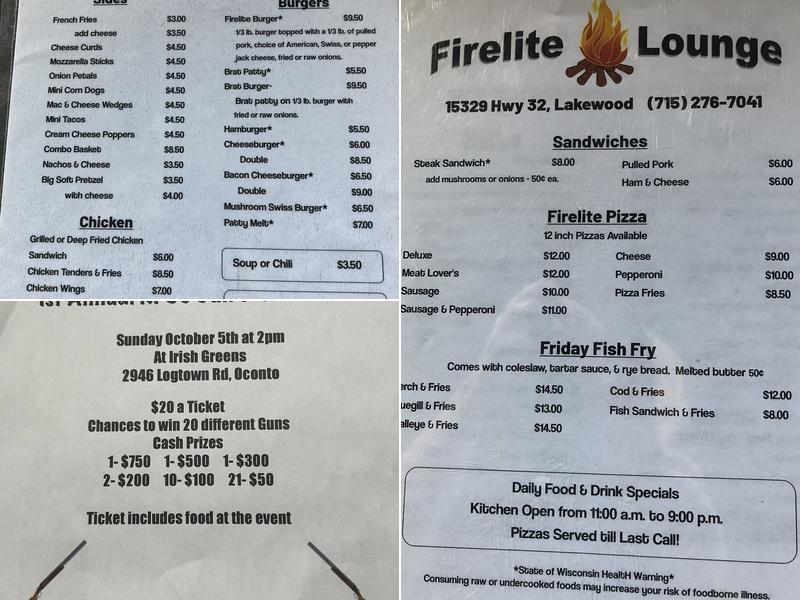 Sides
French Fries $3.00
add cheese $3.50
Cheese Curds $4.50
Mozzarella Sticks $4.50
Onion Petals $4.50
Mini Corn Dogs $4.50
Mac & Cheese Wedges $4.50
Mini Tacos $4.50
Cream Cheese Poppers $4.50
Combo Basket $8.50
Nachos & Cheese $3.50
Big Soft Pretzel $3.50
with cheese $4.00
Chicken
Grilled or Deep Fried Chicken
Sandwich $6.00
Chicken Tenders & Fries $8.50
Chicken Wings $7.00
Burgers
Firelite Burger* $9.50
1/3 lb. burger topped with a 1/3 lb. of pulled
pork, choice of American, Swiss, or pepper
jack cheese, fried or raw onions.
Brat Patty* $5.50
Brat Burger- $9.50
Brat patty on 1/3 lb. burger with
fried or raw onions.
Hamburger* $5.50
Cheeseburger* $6.00
Double $8.50
Bacon Cheeseburger* $6.50
Double $9.00
Mushroom Swiss Burger* $6.50
Patty Melt* $7.00
Soup or Chili $3.50
Sunday October 5th at 2pm
At Irish Greens
2946 Logtown Rd, Oconto
$20 a Ticket
Chances to win 20 different Guns
Cash Prizes
1- $750 1- $500 1- $300
2- $200 10- $100 21- $50
Ticket includes food at the event
Firelite Lounge
15329 Hwy 32, Lakewood (715) 276-7041
Sandwiches
Steak Sandwich* $8.00
add mushrooms or onions - 50¢ ea.
Pulled Pork $6.00
Ham & Cheese $6.00
Firelite Pizza
12 inch Pizzas Available
Deluxe $12.00
Meat Lover's $12.00
Sausage $10.00
Sausage & Pepperoni $11.00
Cheese $9.00
Pepperoni $10.00
Pizza Fries $8.50
Friday Fish Fry
Comes with coleslaw, tartar sauce, & rye bread. Melted butter 50¢
erch & Fries $14.50
uegill & Fries $13.00
alleye & Fries $14.50
Cod & Fries $12.00
Fish Sandwich & Fries $8.00
Daily Food & Drink Specials
Kitchen Open from 11:00 a.m. to 9:00 p.m.
Pizzas Served till Last Call!
*State of Wisconsin HealtH Warning*
Consuming raw or undercooked foods may increase your risk of foodborne illness.